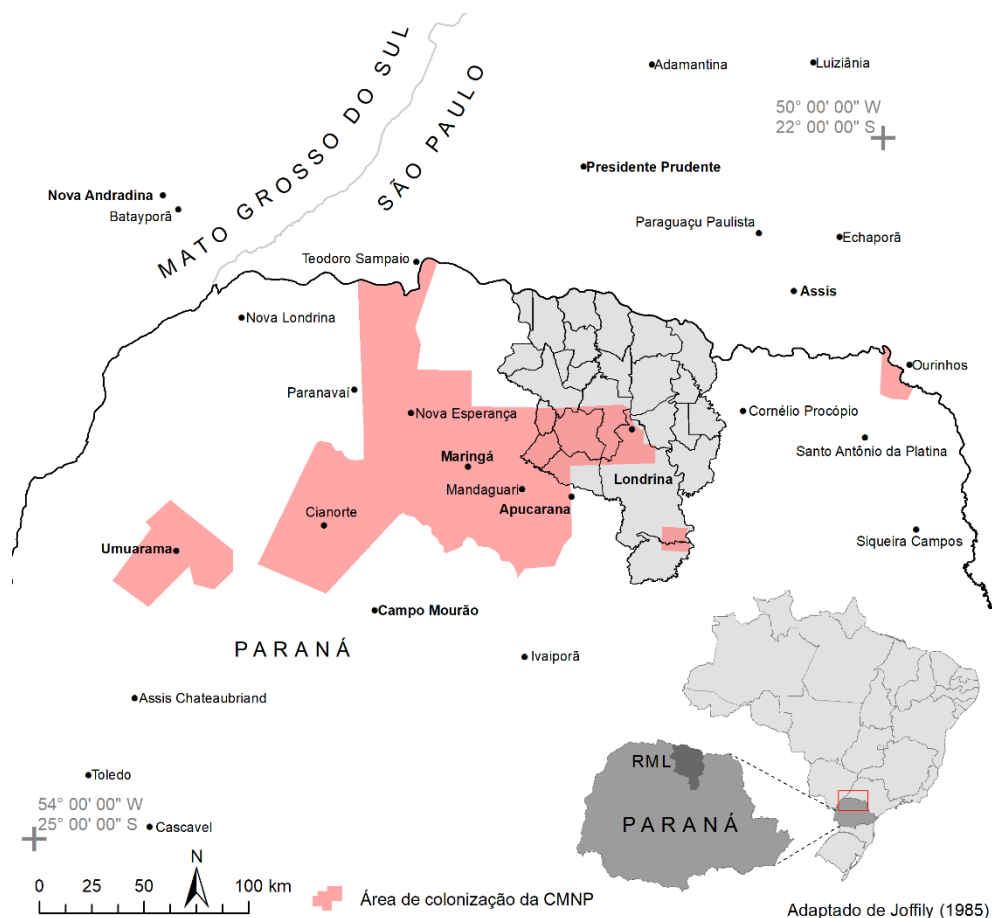 Adamantina
Luiziânia
50° 00' 00" W
22° 00' 00" S
MATO GROSSO DO SUL
SÃO PAULO
Presidente Prudente
Nova Andradina
Batayporã
Paraguaçu Paulista
Echaporã
Teodoro Sampaio
Assis
Nova Londrina
Ourinhos
Paranavaí
Nova Esperança
Cornélio Procópio
Santo Antônio da Platina
Maringá
Mandaguari
Londrina
Apucarana
Cianorte
Umuarama
Siqueira Campos
Campo Mourão
PARANÁ
Ivaiporã
Assis Chateaubriand
RML
PARANÁ
Toledo
54° 00' 00" W
25° 00' 00" S
Cascavel
N
0 25 50 100 km
Área de colonização da CMNP
Adaptado de Joffily (1985)